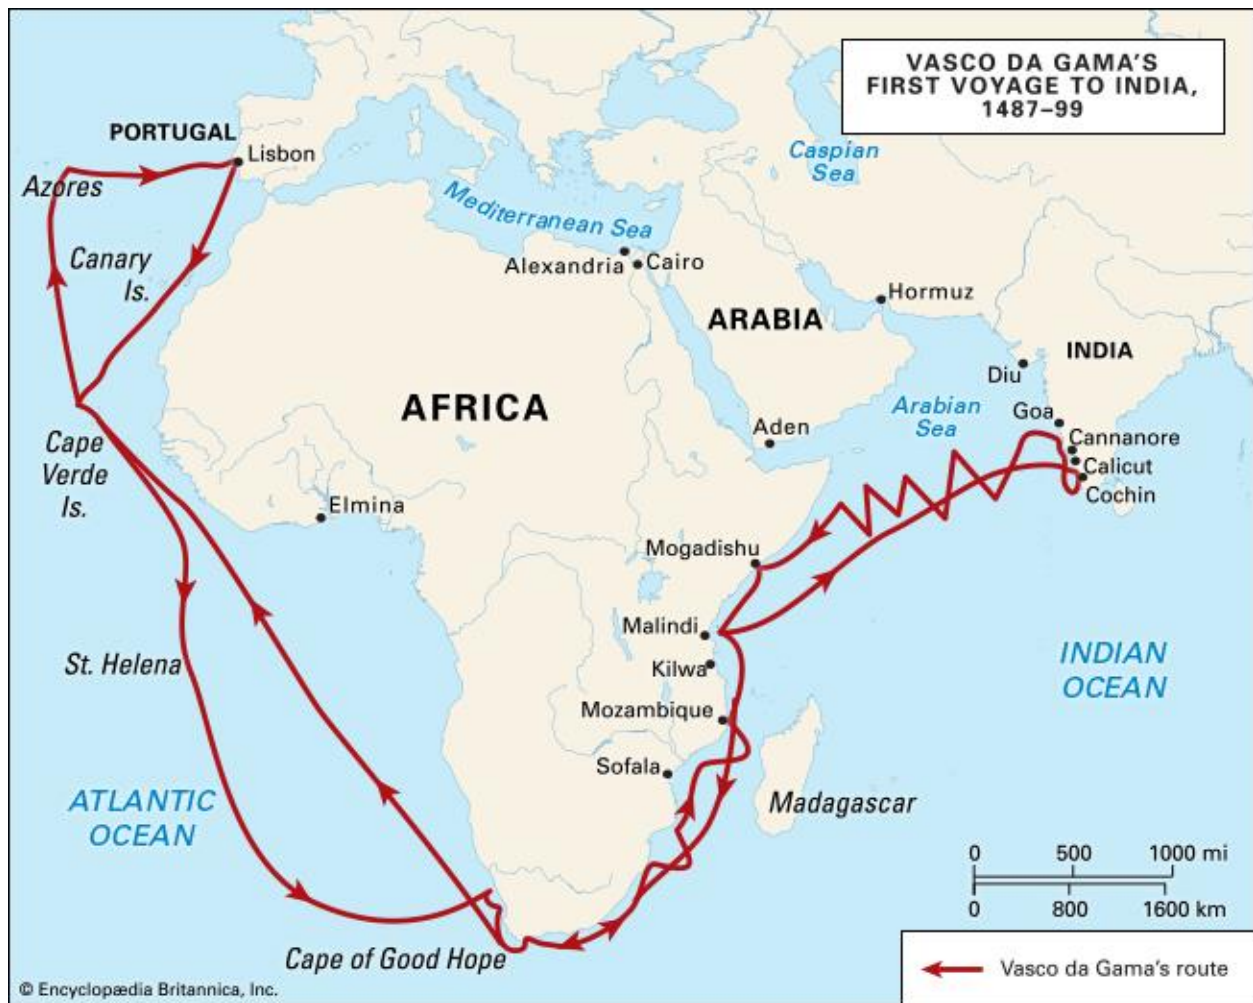 VASCO DA GAMA'S
FIRST VOYAGE TO INDIA,
1487–99
PORTUGAL
Lisbon
Azores
Caspian
Sea
Mediterranean Sea
Canary
Is.
Alexandria
Cairo
Hormuz
ARABIA
INDIA
Diu
AFRICA
Arabian
Sea
Goa
Aden
Cannanore
Cape
Verde
Is.
Calicut
Cochin
Elmina
Mogadishu
Malindi
St. Helena
Kilwa
INDIAN
OCEAN
Mozambique
Sofala
ATLANTIC
OCEAN
Madagascar
0 500 1000 mi
0 800 1600 km
Cape of Good Hope
Vasco da Gama's route
© Encyclopædia Britannica, Inc.